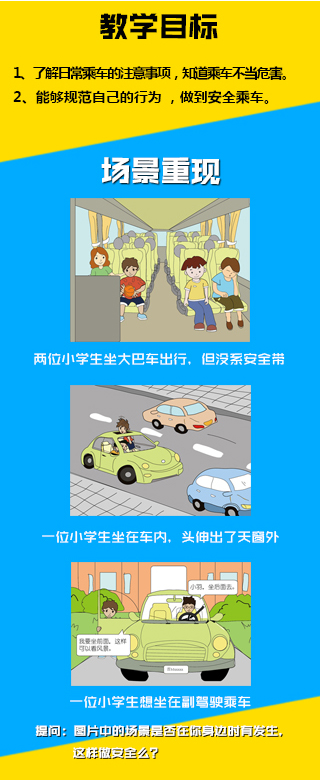 教学目标
1、了解日常乘车的注意事项，知道乘车不当危害。
2、能够规范自己的行为 ，做到安全乘车。
场景重现
两位小学生坐大巴车出行，但没系安全带
一位小学生坐在车内，头伸出了天窗外
小羽，坐后面去。
我要坐前面，这样
可以看风景。
一位小学生想坐在副驾驶乘车
提问：图片中的场景是否在你身边时有发生，
这样做安全么？